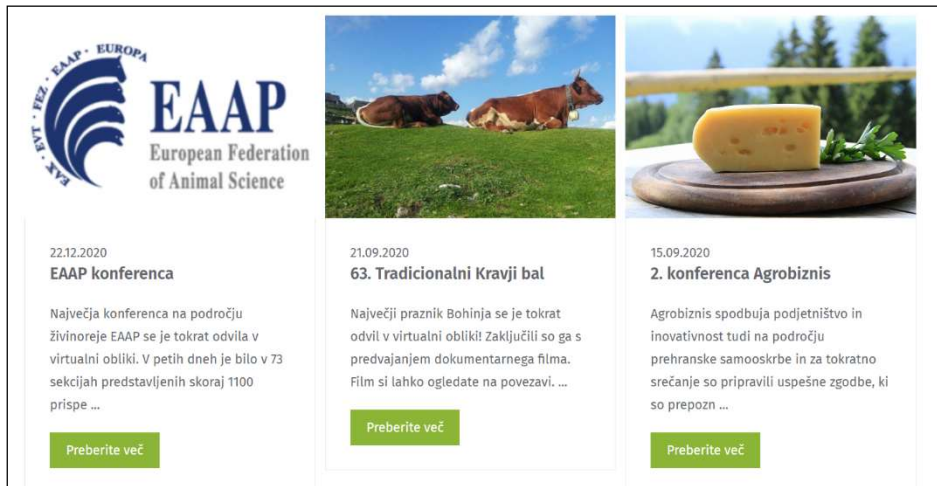 EAAP · EUROPA
EAX · EVT · FEZ · EAAP · EUROPA
EAAP
European Federation
of Animal Science
22.12.2020
EAAP konferenca
Največja konferenca na področju
živinoreje EAAP se je tokrat odvila v
virtualni obliki. V petih dneh je bilo v 73
sekcijah predstavljenih skoraj 1100
prispe ...
Preberite več
21.09.2020
63. Tradicionalni Kravji bal
Največji praznik Bohinja se je tokrat
odvil v virtualni obliki! Zaključili so ga s
predvajanjem dokumentarnega filma.
Film si lahko ogledate na povezavi. ...
Preberite več
15.09.2020
2. konferenca Agrobiznis
Agrobiznis spodbuja podjetništvo in
inovativnost tudi na področju
prehranske samooskrbe in za tokratno
srečanje so pripravili uspešne zgodbe, ki
so prepozn ...
Preberite več